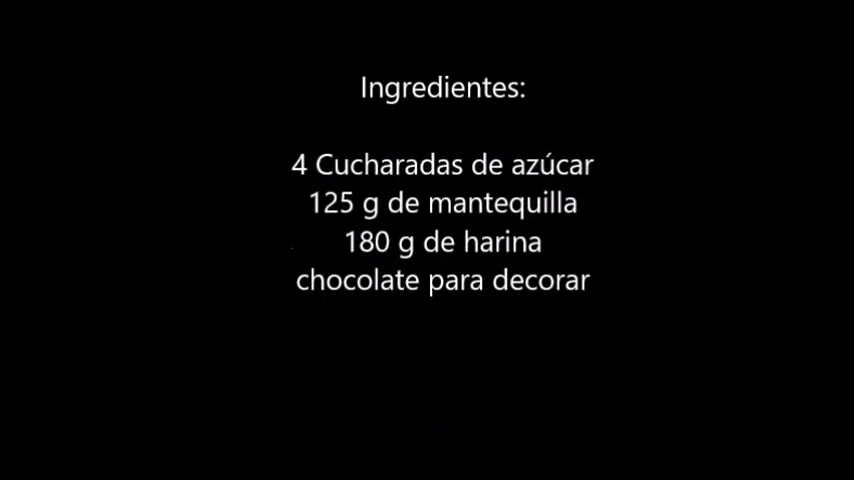 Ingredientes:
4 Cucharadas de azúcar
125 g de mantequilla
180 g de harina
chocolate para decorar